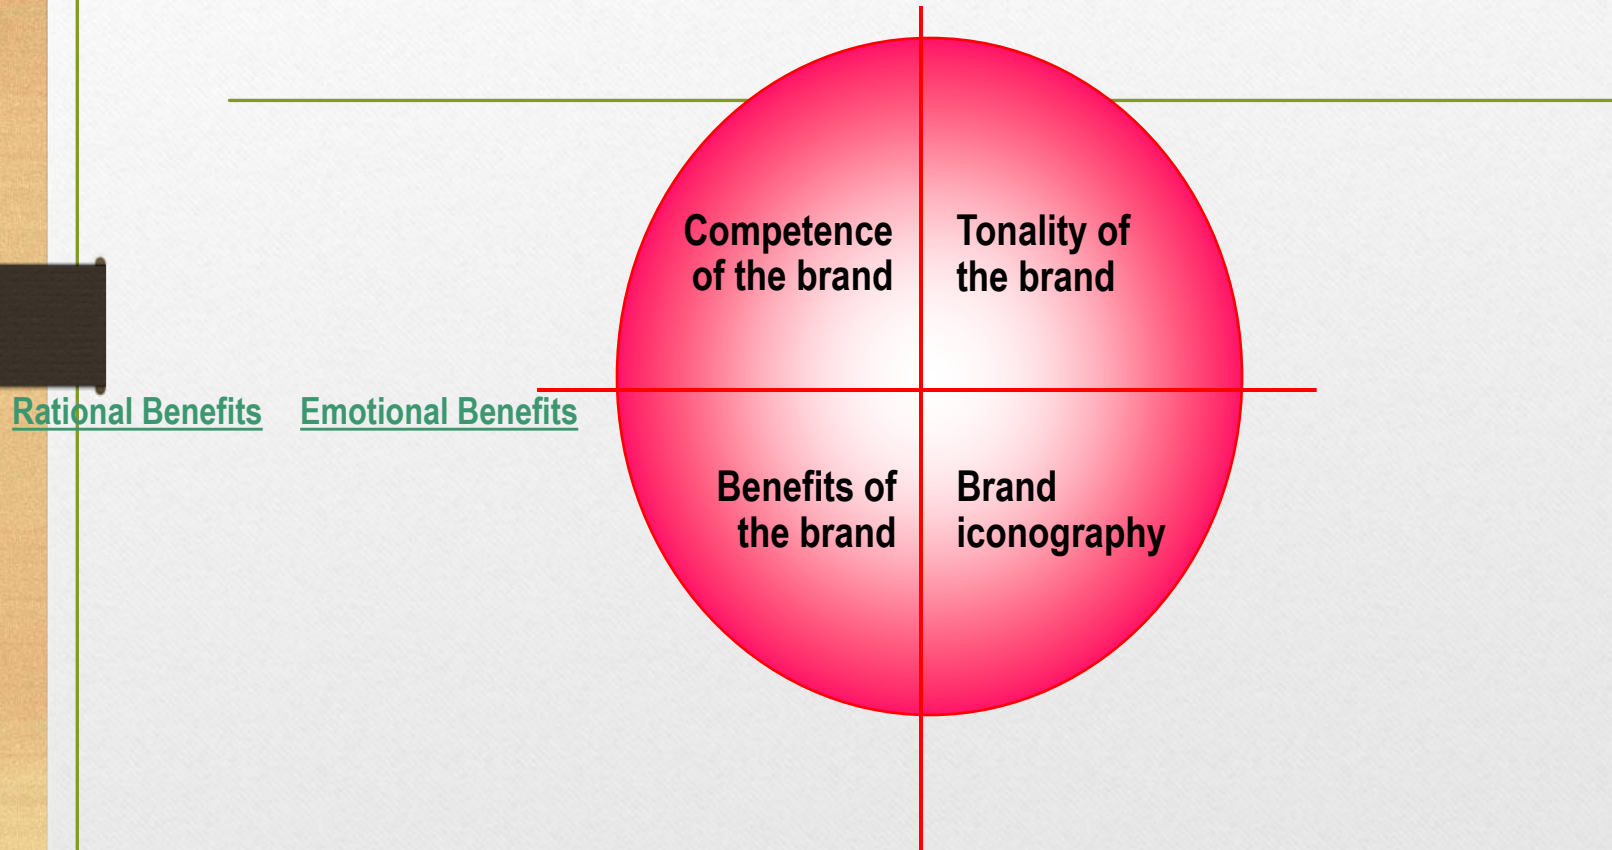 Competence
of the brand
Tonality of
the brand
Rational Benefits
Emotional Benefits
Benefits of
the brand
Brand
iconography